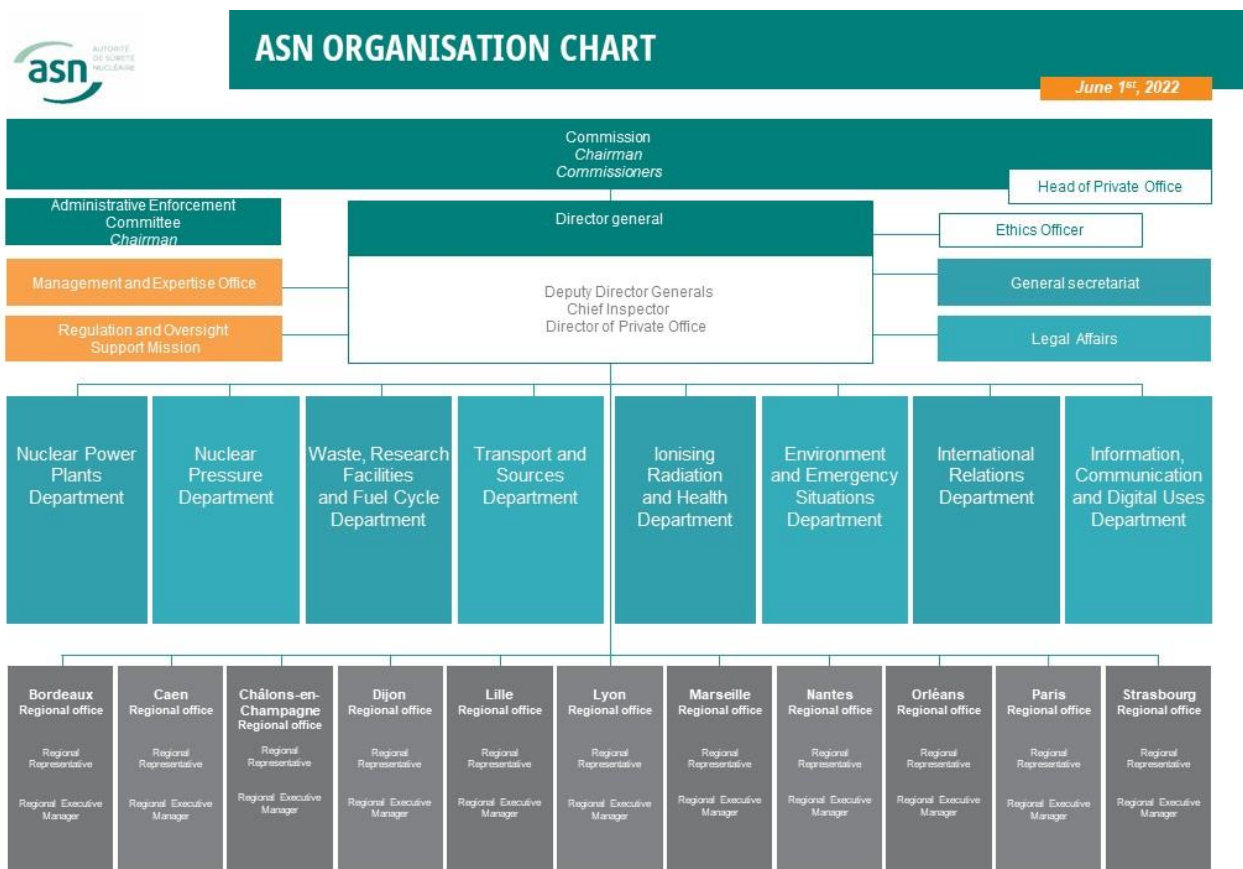 asn
AUTORITÉ
DE SÛRETÉ
NUCLÉAIRE
ASN ORGANISATION CHART
June 1st, 2022
Commission
Chairman
Commissioners
Head of Private Office
Administrative Enforcement
Committee
Chairman
Director general
Ethics Officer
Management and Expertise Office
Deputy Director Generals
Chief Inspector
Director of Private Office
General secretariat
Regulation and Oversight
Support Mission
Legal Affairs
Nuclear Power
Plants
Department
Nuclear
Pressure
Department
Waste, Research
Facilities
and Fuel Cycle
Department
Transport and
Sources
Department
Ionising
Radiation
and Health
Department
Environment
and Emergency
Situations
Department
International
Relations
Department
Information,
Communication
and Digital Uses
Department
Bordeaux
Regional office
Regional
Representative
Regional Executive
Manager
Caen
Regional office
Regional
Representative
Regional Executive
Manager
Châlons-en-
Champagne
Regional office
Regional
Representative
Regional Executive
Manager
Dijon
Regional office
Regional
Representative
Regional Executive
Manager
Lille
Regional office
Regional
Representative
Regional Executive
Manager
Lyon
Regional office
Regional
Representative
Regional Executive
Manager
Marseille
Regional office
Regional
Representative
Regional Executive
Manager
Nantes
Regional office
Regional
Representative
Regional Executive
Manager
Orléans
Regional office
Regional
Representative
Regional Executive
Manager
Paris
Regional office
Regional
Representative
Regional Executive
Manager
Strasbourg
Regional office
Regional
Representative
Regional Executive
Manager